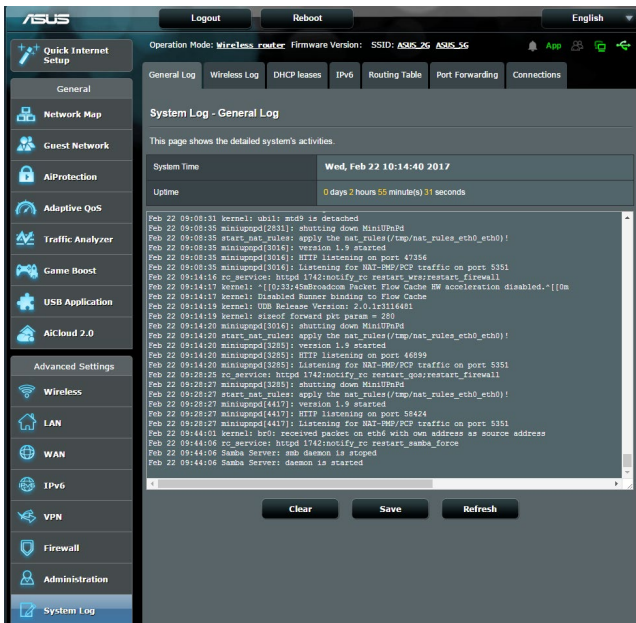 ASUS
Logout
Reboot
English
Quick Internet
Setup
General
Network Map
Guest Network
AiProtection
Adaptive QoS
Traffic Analyzer
Game Boost
USB Application
AiCloud 2.0
Advanced Settings
Wireless
LAN
WAN
IPv6
VPN
Firewall
Administration
System Log
Operation Mode: Wireless router Firmware Version: SSID: ASUS_2G ASUS_5G
App
General Log
Wireless Log
DHCP leases
IPv6
Routing Table
Port Forwarding
Connections
System Log - General Log
This page shows the detailed system's activities.
System Time
Wed, Feb 22 10:14:40 2017
Uptime
0 days 2 hours 55 minute(s) 31 seconds
Feb 22 09:08:31 kernel: ubi1: mtd9 is detached
Feb 22 09:08:35 miniupnpd[2831]: shutting down MiniUPnPd
Feb 22 09:08:35 start_nat_rules: apply the nat_rules(/tmp/nat_rules_eth0_eth0)!
Feb 22 09:08:35 miniupnpd[3016]: version 1.9 started
Feb 22 09:08:35 miniupnpd[3016]: HTTP listening on port 47356
Feb 22 09:08:35 miniupnpd[3016]: Listening for NAT-PMP/PCP traffic on port 5351
Feb 22 09:14:16 rc_service: httpd 1742:notify_rc restart_wrs;restart_firewall
Feb 22 09:14:17 kernel: ^[[0;33;45mBroadcom Packet Flow Cache HW acceleration disabled.^[[0m
Feb 22 09:14:17 kernel: Disabled Runner binding to Flow Cache
Feb 22 09:14:19 kernel: UDB Release Version: 2.0.1r3116481
Feb 22 09:14:19 kernel: sizeof forward pkt param = 280
Feb 22 09:14:20 miniupnpd[3016]: shutting down MiniUPnPd
Feb 22 09:14:20 start_nat_rules: apply the nat_rules(/tmp/nat_rules_eth0_eth0)!
Feb 22 09:14:20 miniupnpd[3285]: version 1.9 started
Feb 22 09:14:20 miniupnpd[3285]: HTTP listening on port 46899
Feb 22 09:14:20 miniupnpd[3285]: Listening for NAT-PMP/PCP traffic on port 5351
Feb 22 09:28:25 rc_service: httpd 1742:notify_rc restart_qos;restart_firewall
Feb 22 09:28:27 miniupnpd[3285]: shutting down MiniUPnPd
Feb 22 09:28:27 start_nat_rules: apply the nat_rules(/tmp/nat_rules_eth0_eth0)!
Feb 22 09:28:27 miniupnpd[4417]: version 1.9 started
Feb 22 09:28:27 miniupnpd[4417]: HTTP listening on port 58424
Feb 22 09:28:27 miniupnpd[4417]: Listening for NAT-PMP/PCP traffic on port 5351
Feb 22 09:44:01 kernel: br0: received packet on eth6 with own address as source address
Feb 22 09:44:06 rc_service: httpd 1742:notify_rc restart_samba_force
Feb 22 09:44:06 Samba Server: smb daemon is stoped
Feb 22 09:44:06 Samba Server: daemon is started
Clear
Save
Refresh